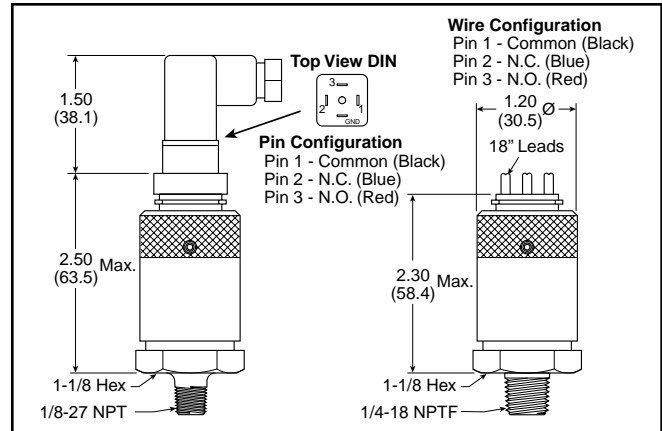 Wire Configuration
Pin 1 - Common (Black)
Pin 2 - N.C. (Blue)
Pin 3 - N.O. (Red)
Top View DIN
3
2
1
GND
Pin Configuration
Pin 1 - Common (Black)
Pin 2 - N.C. (Blue)
Pin 3 - N.O. (Red)
1.50
(38.1)
2.50
(63.5) Max.
1-1/8 Hex
1/8-27 NPT
1.20
(30.5) Ø
18" Leads
2.30
(58.4) Max.
1-1/8 Hex
1/4-18 NPTF